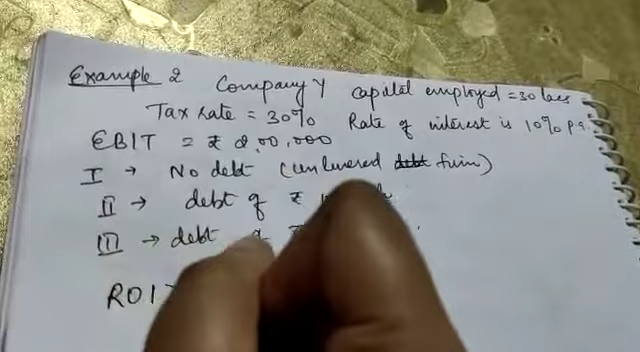 Example 2 Company Y capital employed = 30 lacs
Tax rate = 30% Rate of interest is 10% p.a.
EBIT = ₹ 2,00,000
I → No debt (unlevered debt firm)
II → debt of ₹
III → debt
ROI